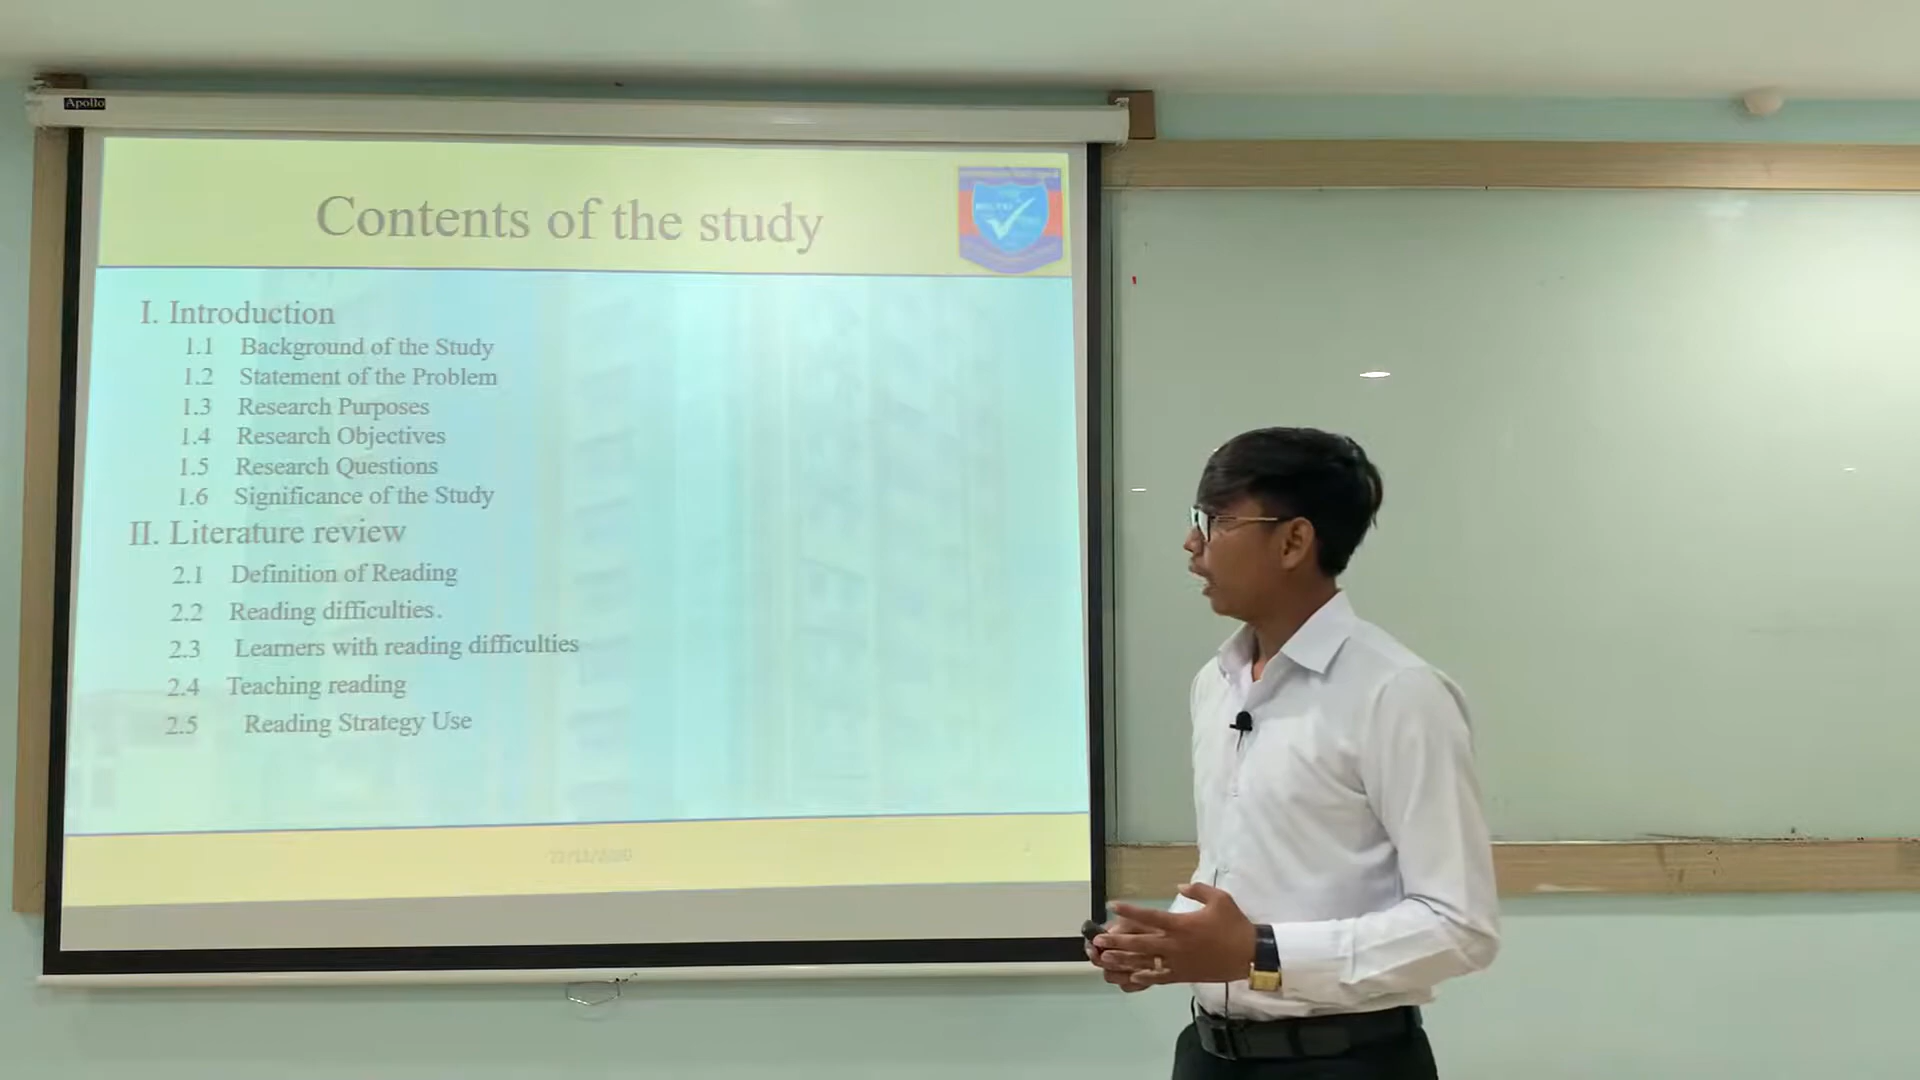 Apollo
Contents of the study
I. Introduction
1.1 Background of the Study
1.2 Statement of the Problem
1.3 Research Purposes
1.4 Research Objectives
1.5 Research Questions
1.6 Significance of the Study
II. Literature review
2.1 Definition of Reading
2.2 Reading difficulties.
2.3 Learners with reading difficulties
2.4 Teaching reading
2.5 Reading Strategy Use